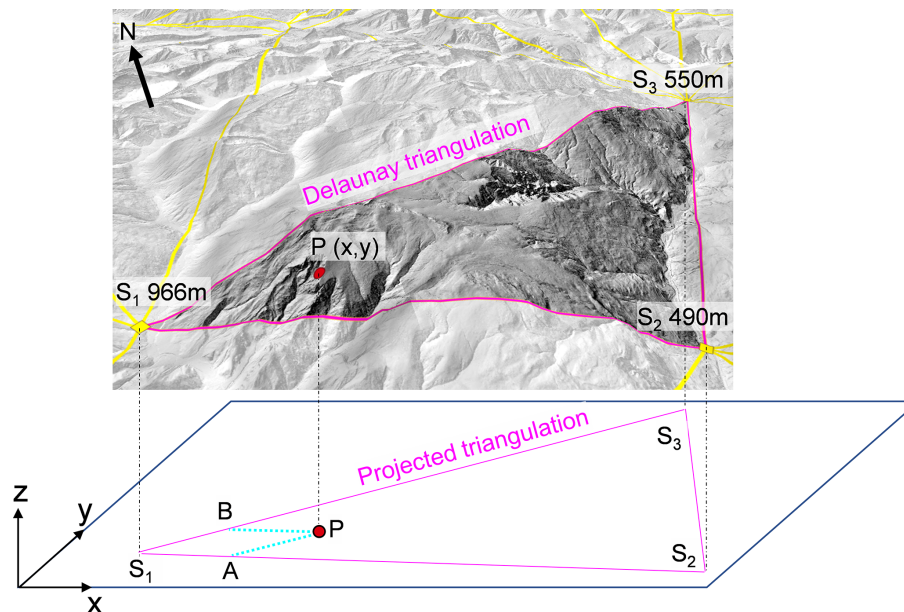 N
S₃ 550m
Delaunay triangulation
P (x,y)
S₁ 966m
S₂ 490m
Projected triangulation
S₃
z
y
B
P
S₁
A
S₂
x